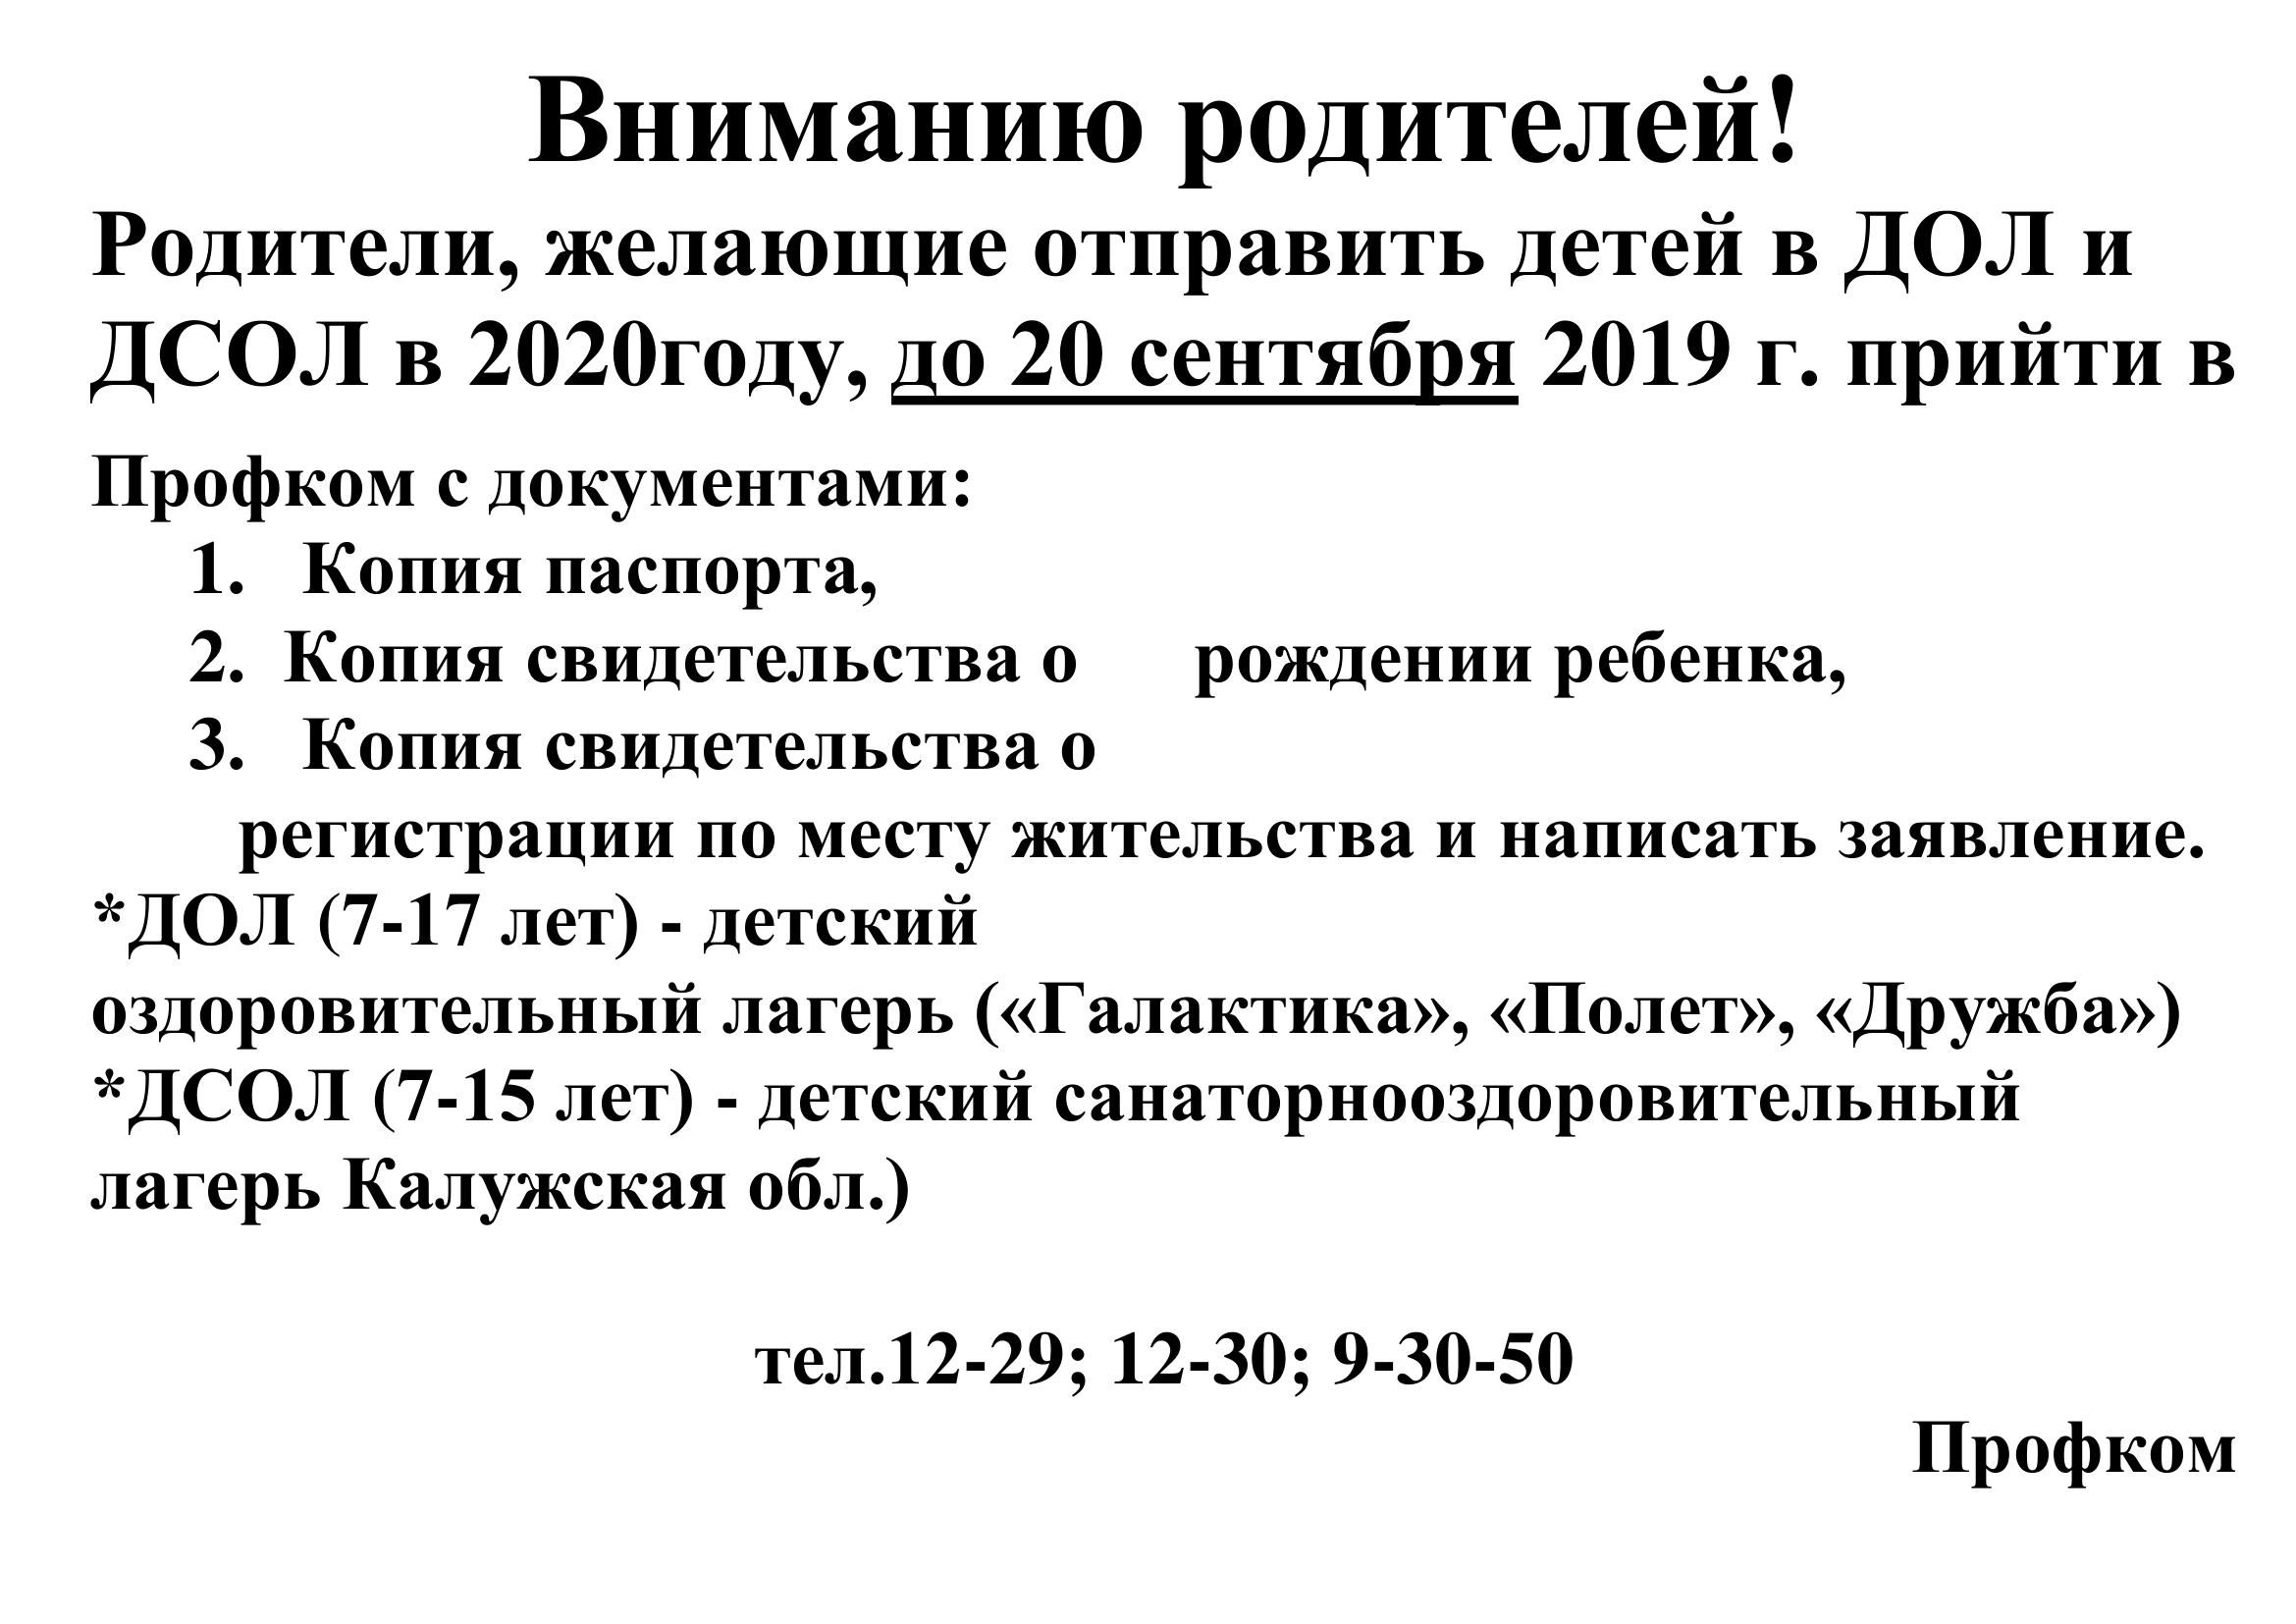 Вниманию родителей!
Родители, желающие отправить детей в ДОЛ и
ДСОЛ в 2020году, до 20 сентября 2019 г. прийти в
Профком с документами:
1. Копия паспорта,
2. Копия свидетельства о рождении ребенка,
3. Копия свидетельства о
регистрации по месту жительства и написать заявление.
*ДОЛ (7-17 лет) - детский
оздоровительный лагерь («Галактика», «Полет», «Дружба»)
*ДСОЛ (7-15 лет) - детский санаторнооздоровительный
лагерь Калужская обл.)
тел.12-29; 12-30; 9-30-50
Профком